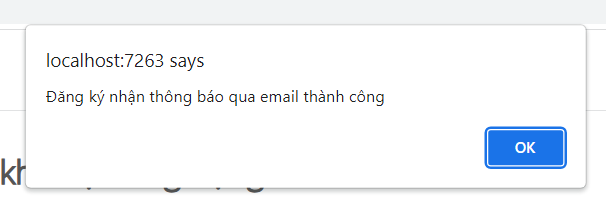 localhost:7263 says
Đăng ký nhận thông báo qua email thành công
OK